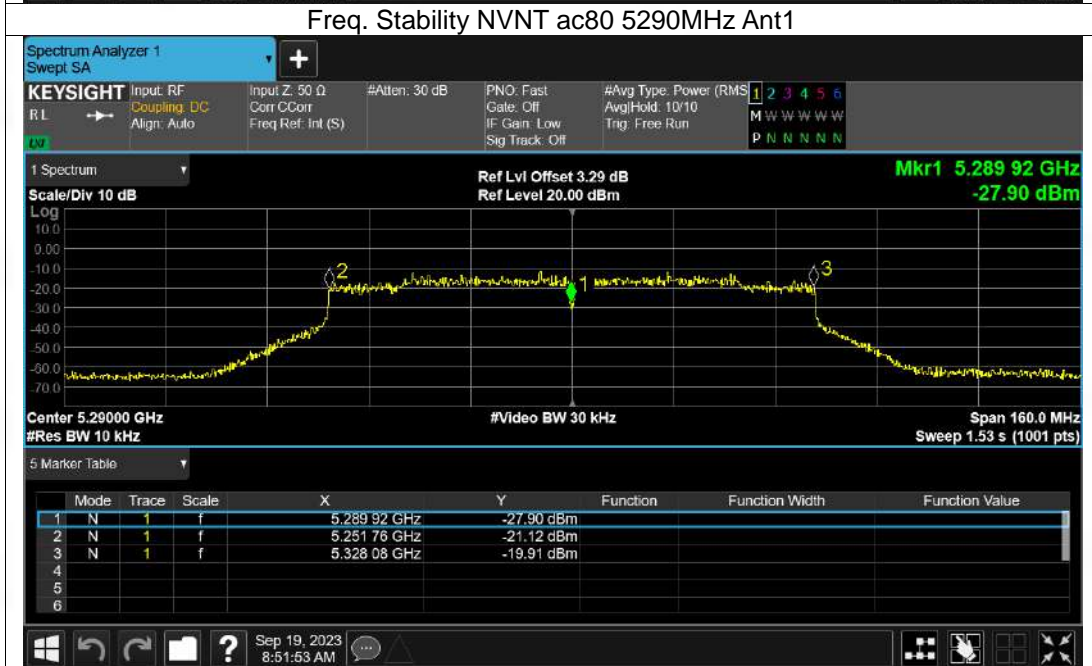 Freq. Stability NVNT ac80 5290MHz Ant1
Spectrum Analyzer 1
Swept SA
+
KEYSIGHT Input: RF Input Z: 50 Ω #Atten: 30 dB PNO: Fast #Avg Type: Power (RMS 1 2 3 4 5 6
RL Coupling: DC Corr CCorr Gate: Off Avg|Hold: 10/10 M W W W W W
Align: Auto Freq Ref: Int (S) IF Gain: Low Trig: Free Run
LXI Sig Track: Off P N N N N N
1 Spectrum Ref Lvl Offset 3.29 dB Mkr1 5.289 92 GHz
Scale/Div 10 dB Ref Level 20.00 dBm -27.90 dBm
Log
10.0
0.00
-10.0
2 3
-20.0
1
-30.0
-40.0
-50.0
-60.0
-70.0
Center 5.29000 GHz #Video BW 30 kHz Span 160.0 MHz
#Res BW 10 kHz Sweep 1.53 s (1001 pts)
5 Marker Table
Mode Trace Scale X Y Function Function Width Function Value
1 N 1 f 5.289 92 GHz -27.90 dBm
2 N 1 f 5.251 76 GHz -21.12 dBm
3 N 1 f 5.328 08 GHz -19.91 dBm
4
5
6
? Sep 19, 2023
8:51:53 AM